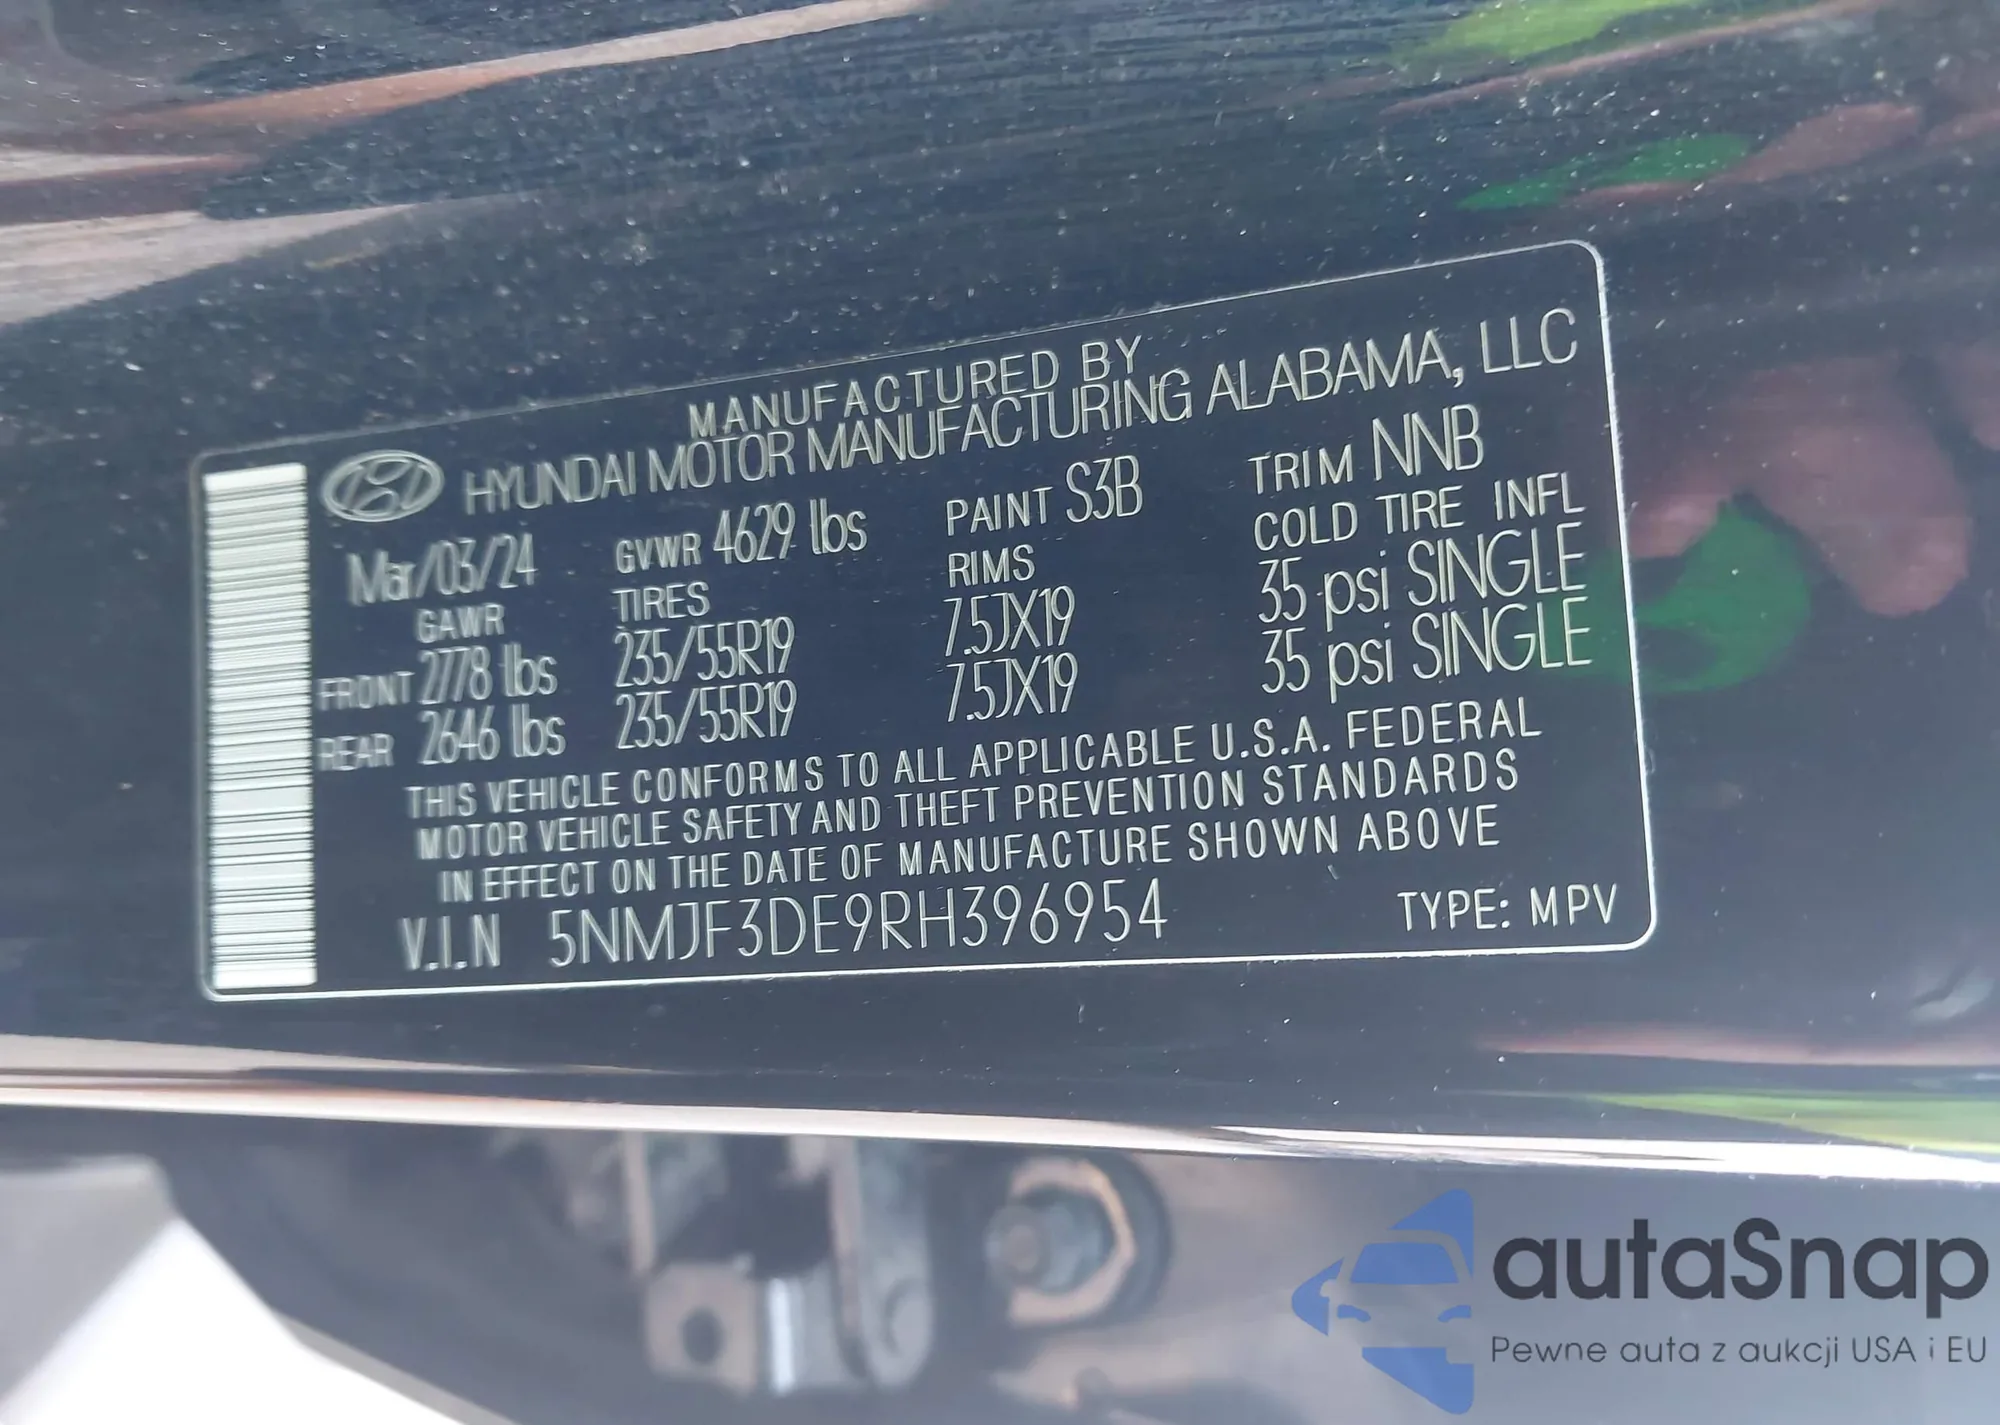 MANUFACTURED BY
HYUNDAI MOTOR MANUFACTURING ALABAMA, LLC
Mar/03/24 GVWR 4629 lbs PAINT S3B TRIM NNB
GAWR TIRES RIMS COLD TIRE INFL
FRONT 2778 lbs 235/55R19 7.5JX19 35 psi SINGLE
REAR 2646 lbs 235/55R19 7.5JX19 35 psi SINGLE
THIS VEHICLE CONFORMS TO ALL APPLICABLE U.S.A. FEDERAL
MOTOR VEHICLE SAFETY AND THEFT PREVENTION STANDARDS
IN EFFECT ON THE DATE OF MANUFACTURE SHOWN ABOVE
V.I.N 5NMJF3DE9RH396954 TYPE: MPV
autaSnap
Pewne auta z aukcji USA i EU